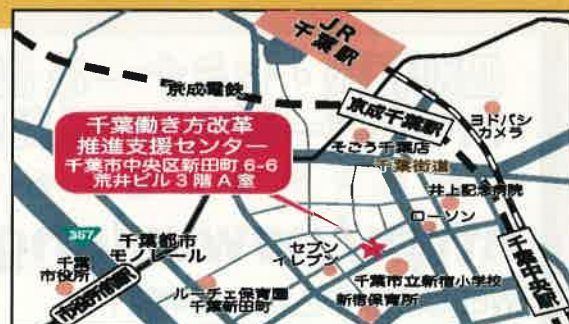 JR
千葉駅
京成電鉄
京成千葉駅
ヨドバシ
カメラ
千葉働き方改革
推進支援センター
千葉市中央区新田町 6-6
荒井ビル 3 階 A 室
そごう千葉店
千葉街道
井上記念病院
ローソン
357
千葉
市役所
千葉都市
モノレール
セブン
イレブン
千葉中央駅
市役所前駅
ルーチェ保育園
千葉新田町
千葉市立新宿小学校
新宿保育所